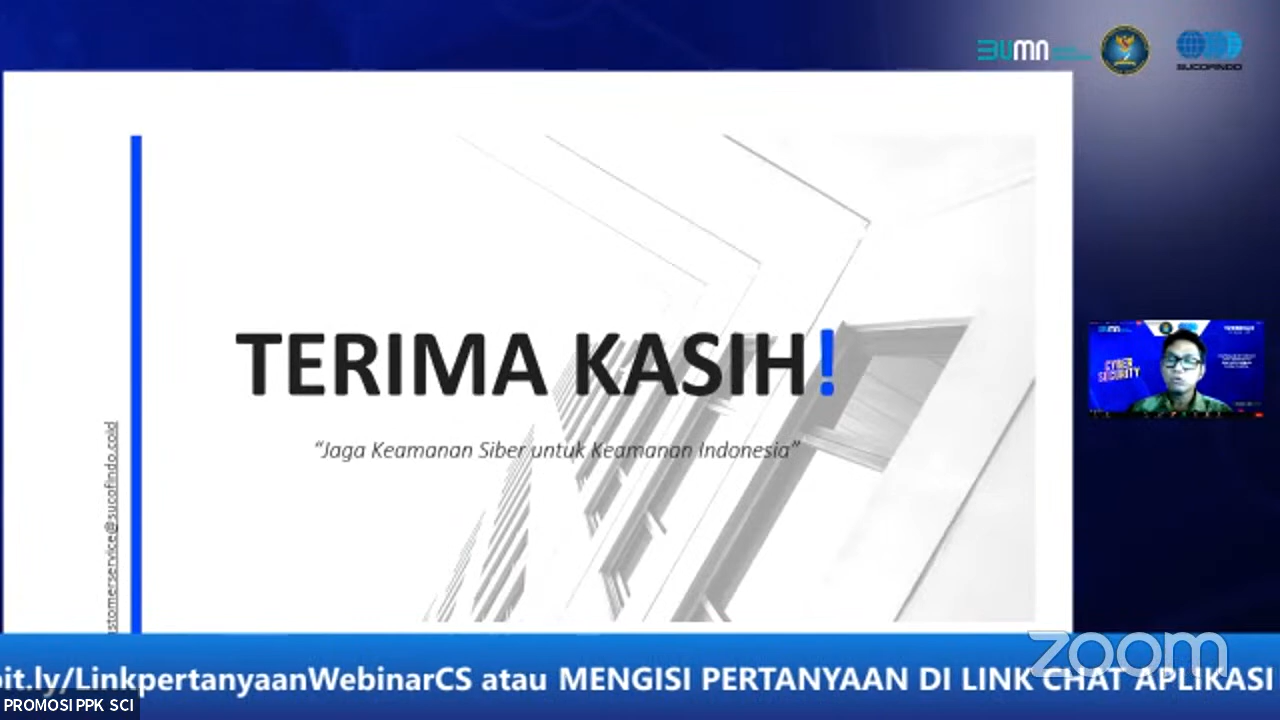 BUMN
SUCOFINDO
TERIMA KASIH!
“Jaga Keamanan Siber untuk Keamanan Indonesia”
ustomerservice@sucofindo.co.id
CYBER
SECURITY
zoom
bit.ly/LinkpertanyaanWebinarCS atau MENGISI PERTANYAAN DI LINK CHAT APLIKASI
PROMOSI PPK SCI